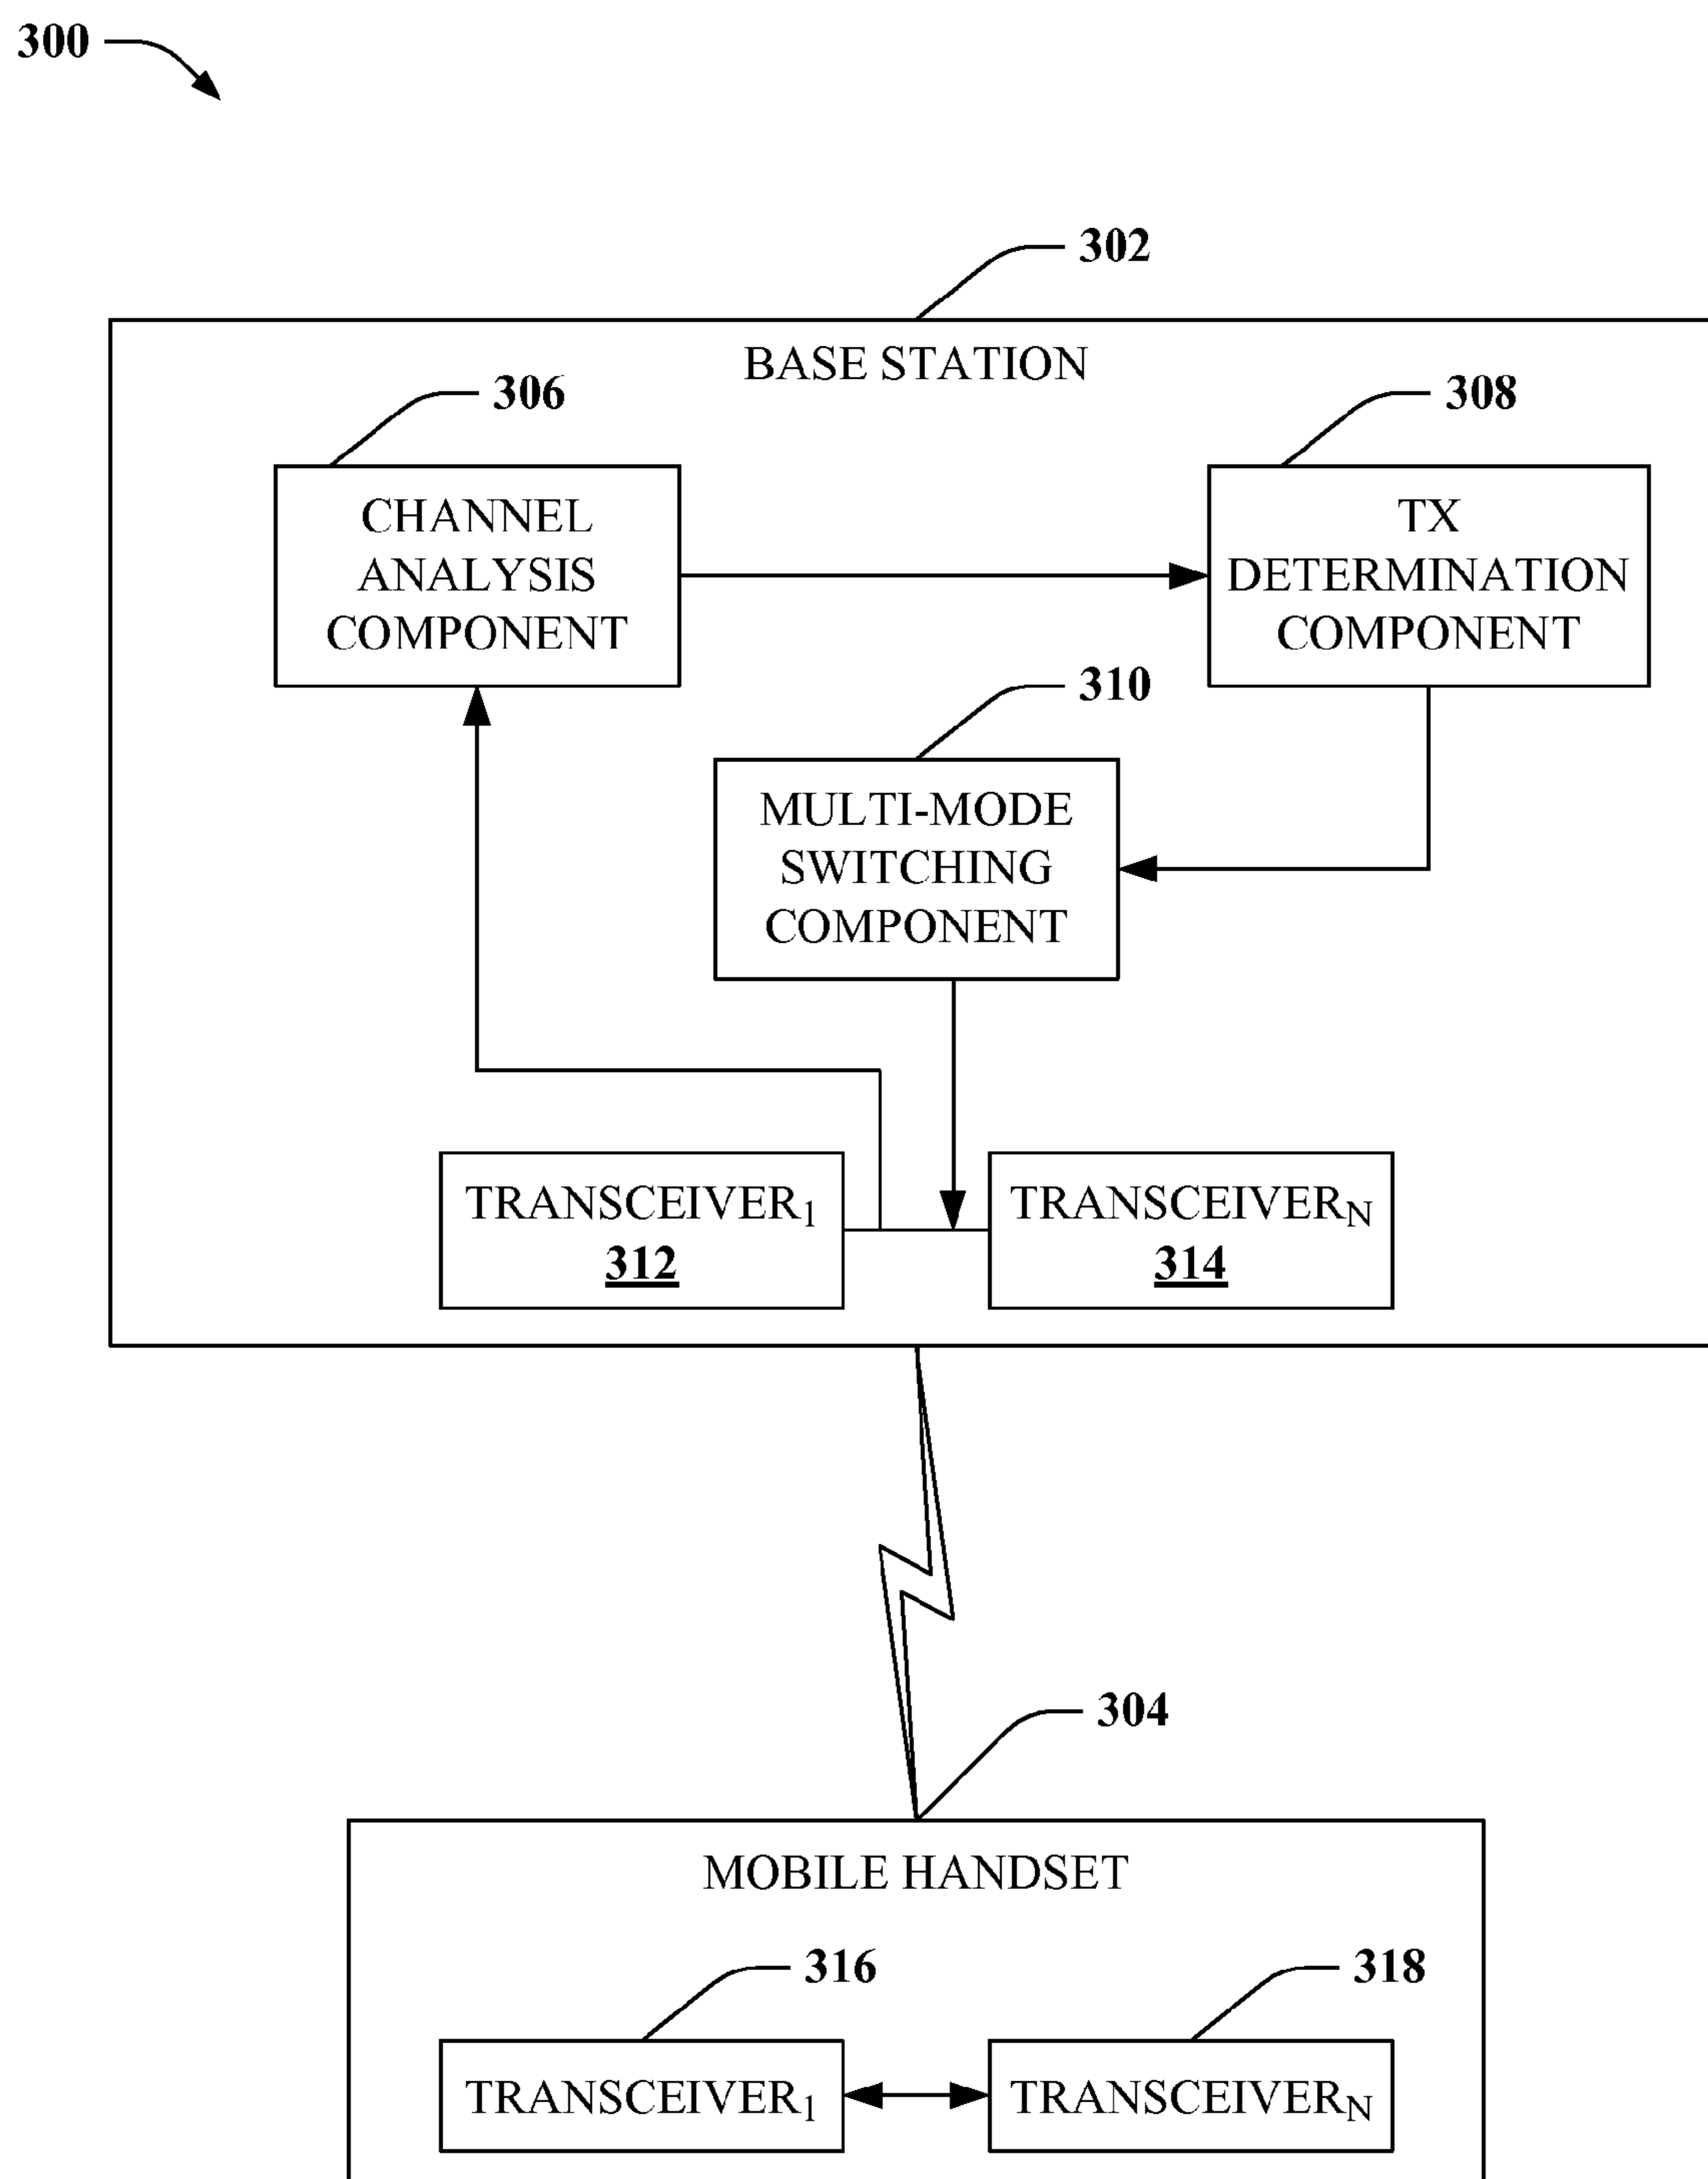 300
302
BASE STATION
306
308
CHANNEL
ANALYSIS
COMPONENT
TX
DETERMINATION
COMPONENT
310
MULTI-MODE
SWITCHING
COMPONENT
TRANSCEIVER1
312
TRANSCEIVERN
314
304
MOBILE HANDSET
316
318
TRANSCEIVER1
TRANSCEIVERN